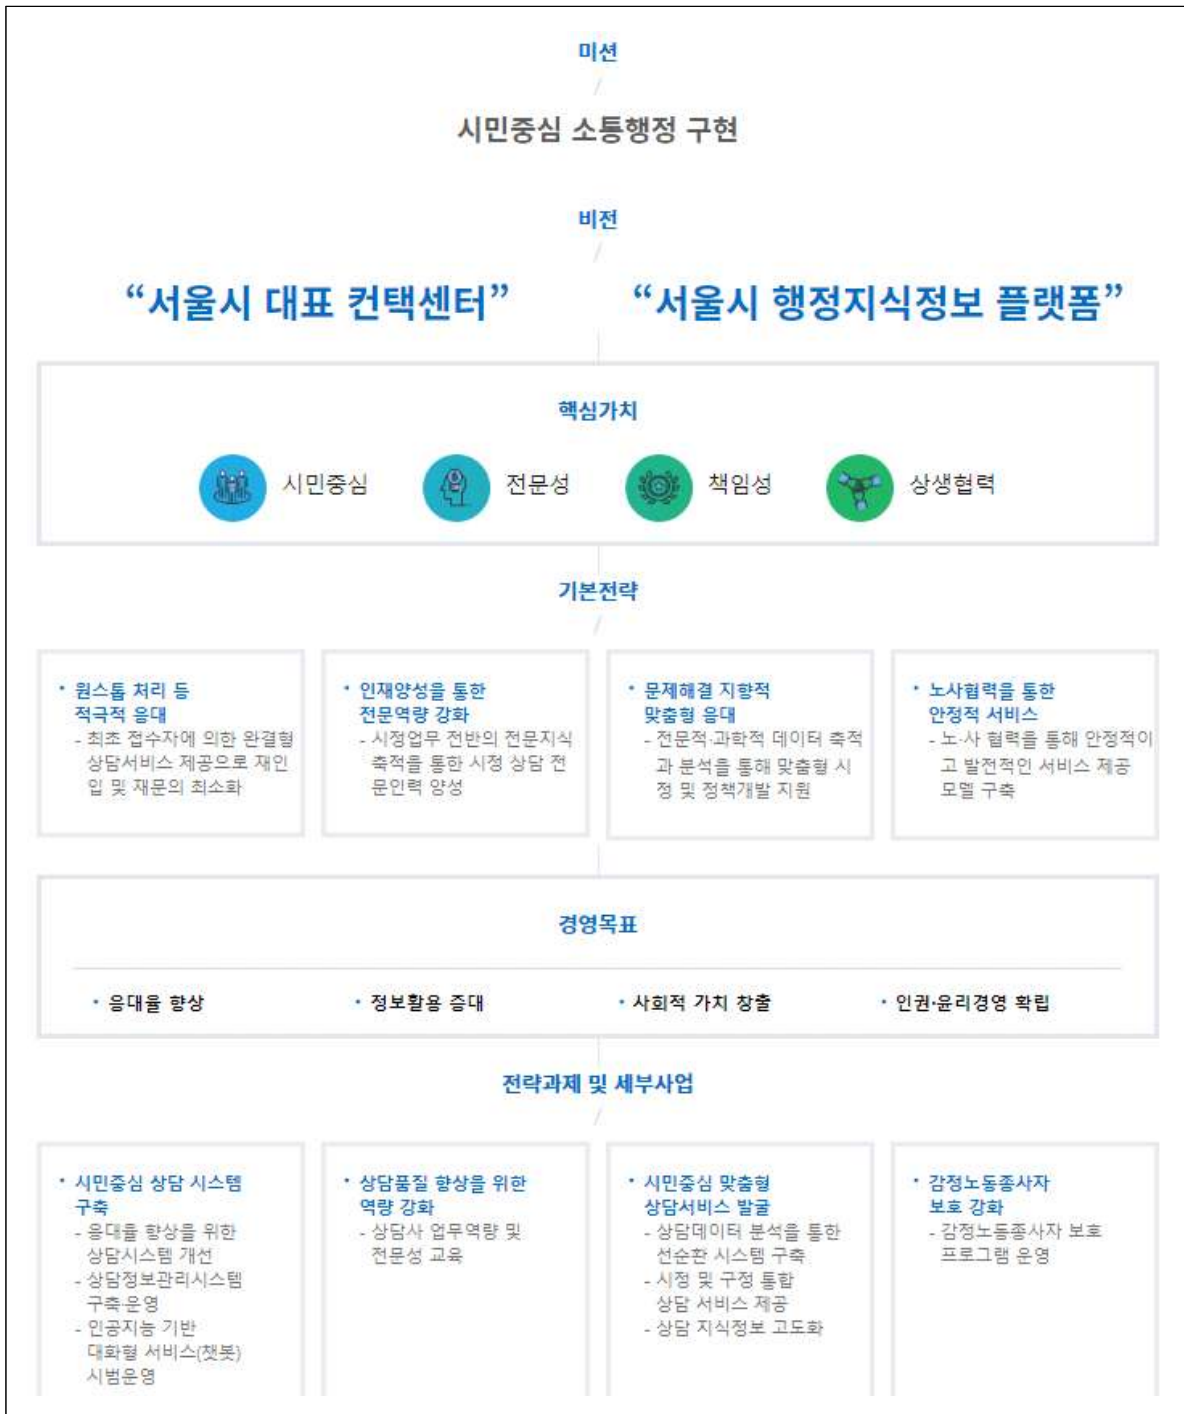 미션
시민중심 소통행정 구현
비전
“서울시 대표 컨택센터”
“서울시 행정지식정보 플랫폼”
핵심가치
시민중심
전문성
책임성
상생협력
기본전략
• 원스톱 처리 등
적극적 응대
- 최초 접수자에 의한 완결형
상담서비스 제공으로 재인
입 및 재문의 최소화
• 인재양성을 통한
전문역량 강화
- 시정업무 전반의 전문지식
축적을 통한 시정 상담 전
문인력 양성
• 문제해결 지향적
맞춤형 응대
- 전문적·과학적 데이터 축적
과 분석을 통해 맞춤형 시
정 및 정책개발 지원
• 노사협력을 통한
안정적 서비스
- 노·사 협력을 통해 안정적이
고 발전적인 서비스 제공
모델 구축
경영목표
• 응대율 향상
• 정보활용 증대
• 사회적 가치 창출
• 인권·윤리경영 확립
전략과제 및 세부사업
• 시민중심 상담 시스템
구축
- 응대율 향상을 위한
상담시스템 개선
- 상담정보관리시스템
구축·운영
- 인공지능 기반
대화형 서비스(챗봇)
시범운영
• 상담품질 향상을 위한
역량 강화
- 상담사 업무역량 및
전문성 교육
• 시민중심 맞춤형
상담서비스 발굴
- 상담데이터 분석을 통한
선순환 시스템 구축
- 시정 및 구정 통합
상담 서비스 제공
- 상담 지식정보 고도화
• 감정노동종사자
보호 강화
- 감정노동종사자 보호
프로그램 운영